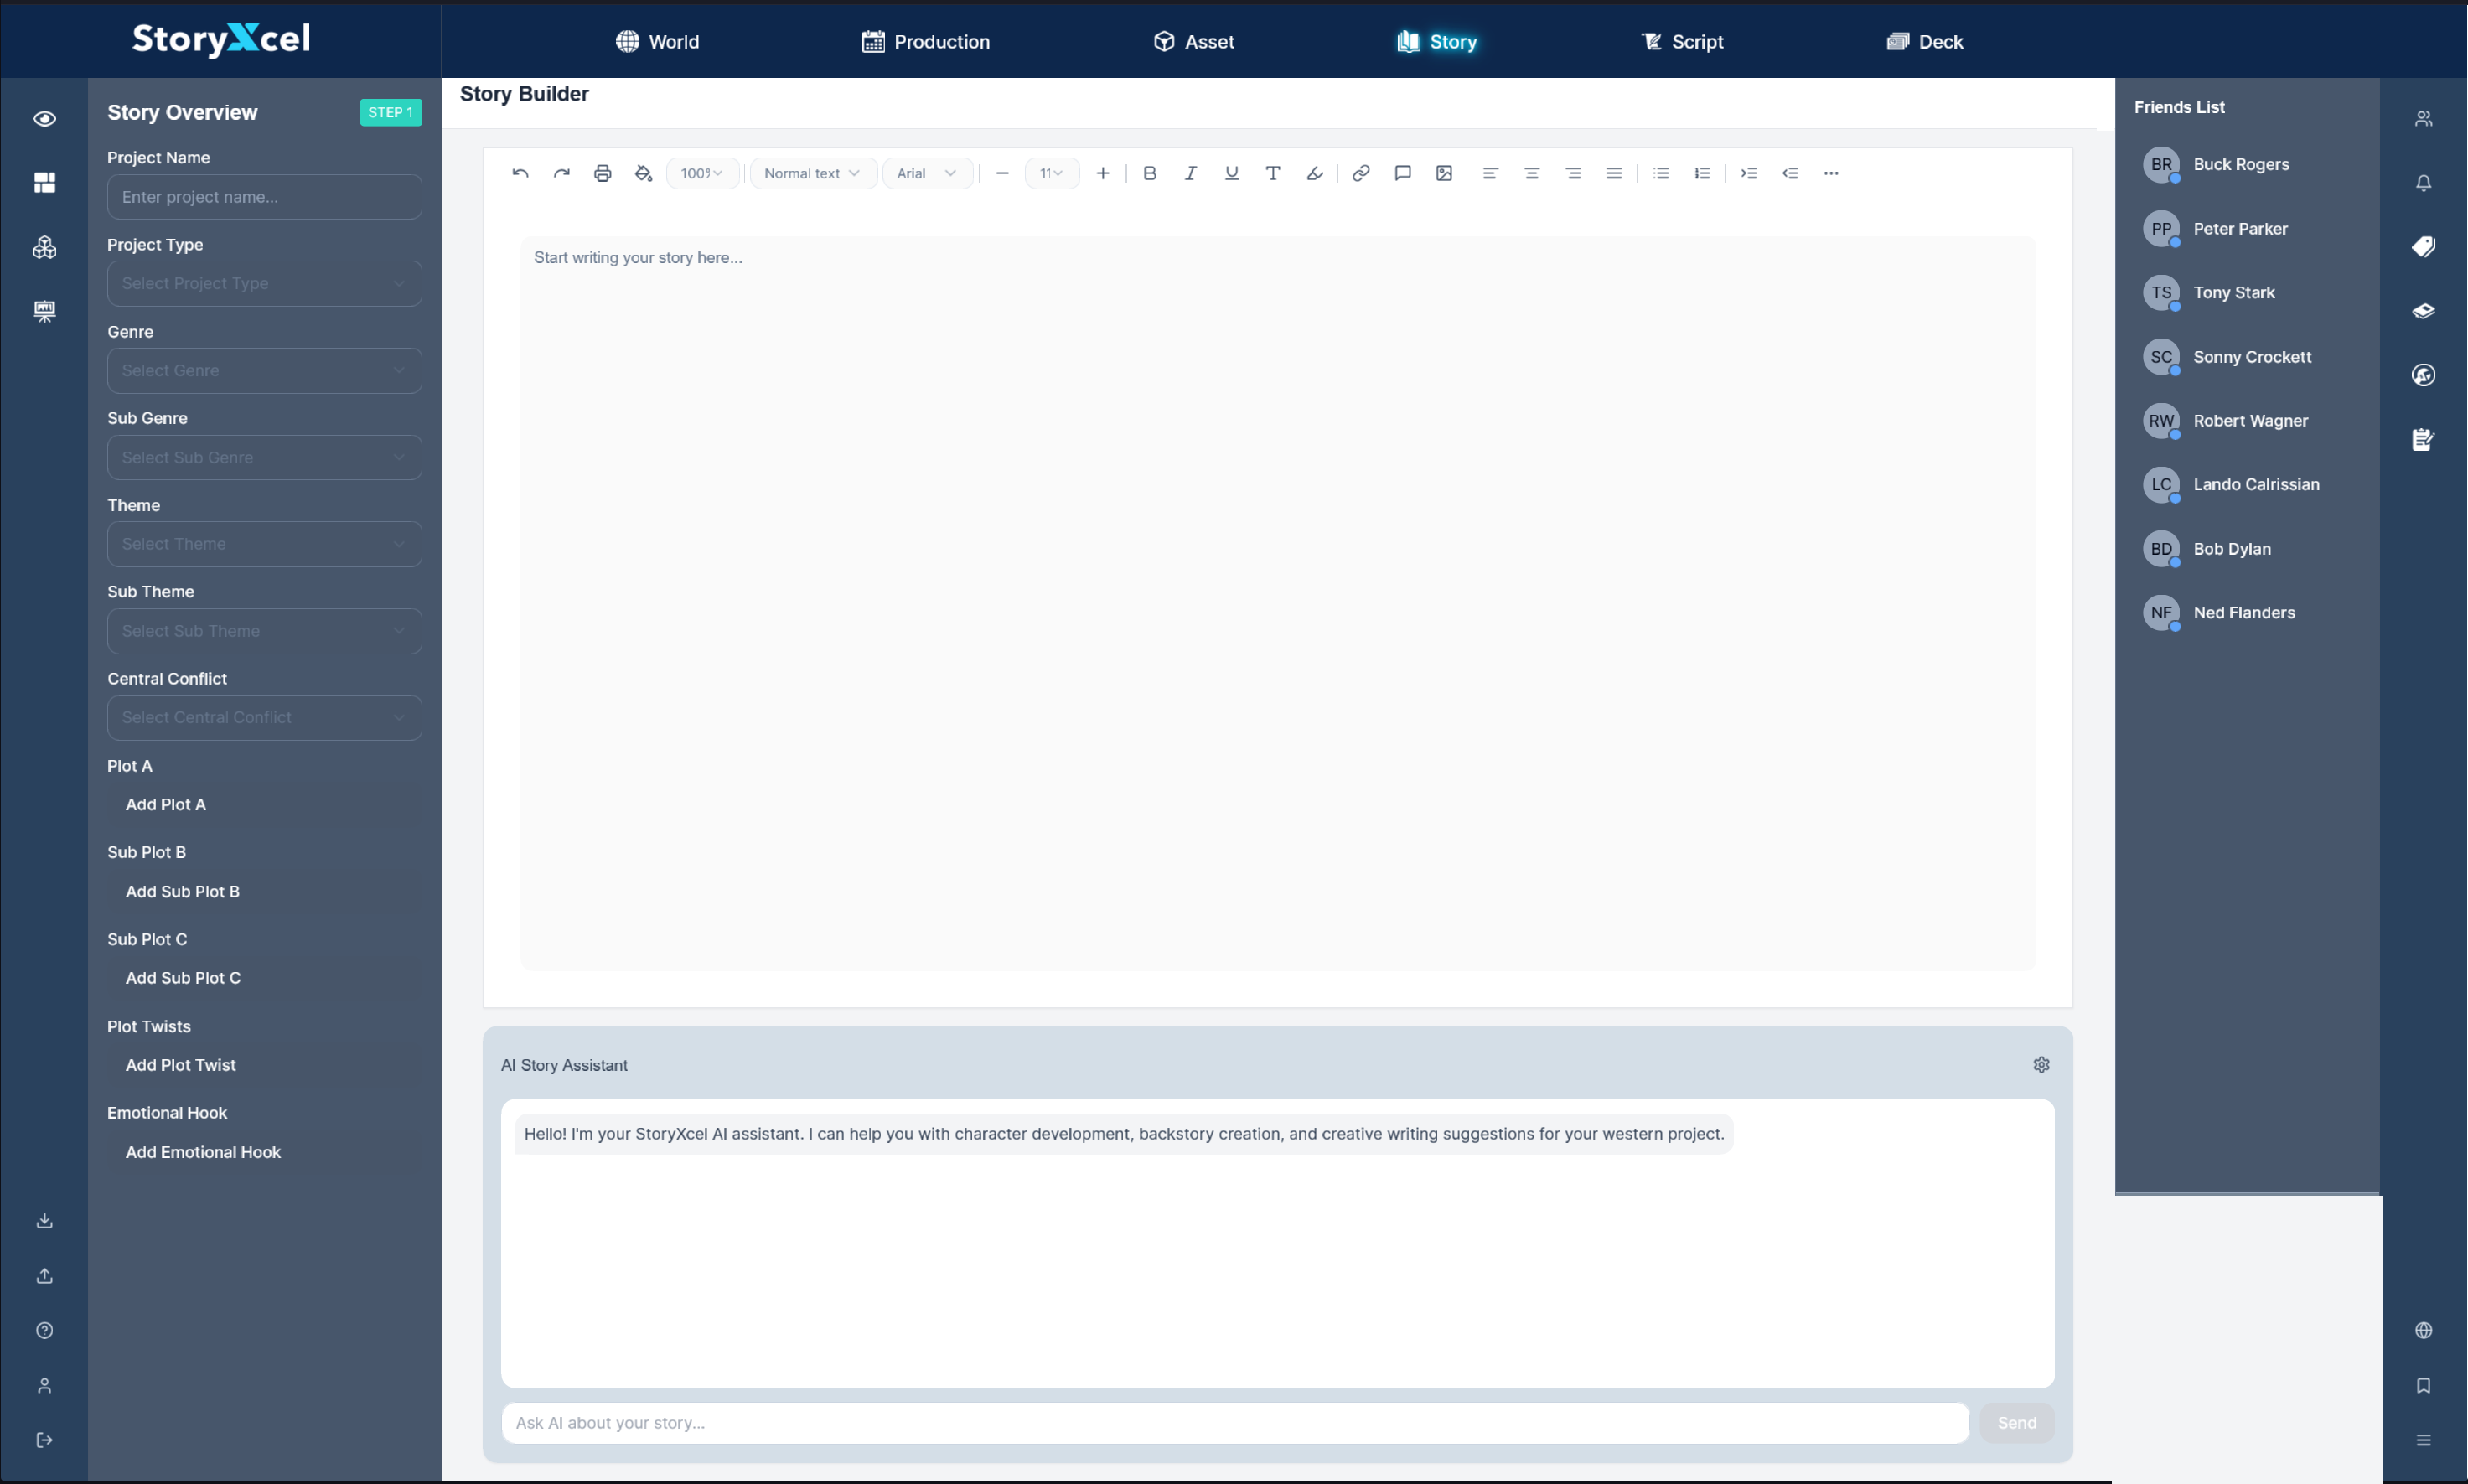 StoryXcel
World
Production
Asset
Story
Script
Deck
Story Overview
STEP 1
Project Name
Enter project name...
Project Type
Select Project Type
Genre
Select Genre
Sub Genre
Select Sub Genre
Theme
Select Theme
Sub Theme
Select Sub Theme
Central Conflict
Select Central Conflict
Plot A
Add Plot A
Sub Plot B
Add Sub Plot B
Sub Plot C
Add Sub Plot C
Plot Twists
Add Plot Twist
Emotional Hook
Add Emotional Hook
Story Builder
Normal text
Arial
Start writing your story here...
AI Story Assistant
Hello! I'm your StoryXcel AI assistant. I can help you with character development, backstory creation, and creative writing suggestions for your western project.
Ask AI about your story...
Send
Friends List
BR Buck Rogers
PP Peter Parker
TS Tony Stark
SC Sonny Crockett
RW Robert Wagner
LC Lando Calrissian
BD Bob Dylan
NF Ned Flanders